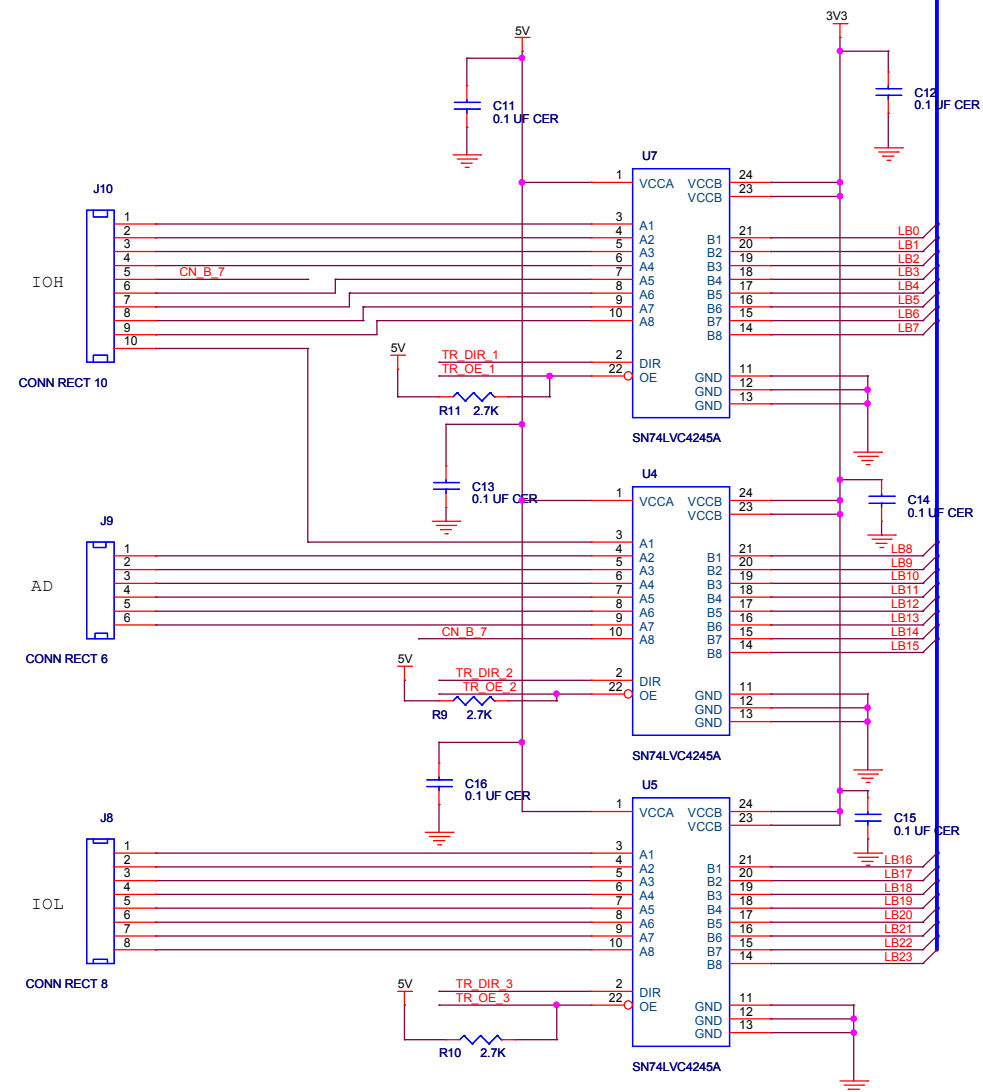 5V
3V3
C11
0.1 UF CER
C12
0.1 UF CER
U7
1 VCCA VCCB 24
VCCB 23
J10
1
2
3
4
5 CN_B_7
6
7
8
9
10
IOH
CONN RECT 10
3 A1
4 A2
5 A3
6 A4
7 A5
8 A6
9 A7
10 A8
B1 21 LB0
B2 20 LB1
B3 19 LB2
B4 18 LB3
B5 17 LB4
B6 16 LB5
B7 15 LB6
B8 14 LB7
5V
TR_DIR_1 2 DIR
TR_OE_1 22 OE
GND 11
GND 12
GND 13
R11 2.7K
SN74LVC4245A
C13
0.1 UF CER
U4
1 VCCA VCCB 24
VCCB 23
C14
0.1 UF CER
J9
1
2
3
4
5
6
AD
CONN RECT 6
3 A1
4 A2
5 A3
6 A4
7 A5
8 A6
9 A7
CN_B_7 10 A8
B1 21 LB8
B2 20 LB9
B3 19 LB10
B4 18 LB11
B5 17 LB12
B6 16 LB13
B7 15 LB14
B8 14 LB15
5V
TR_DIR_2 2 DIR
TR_OE_2 22 OE
GND 11
GND 12
GND 13
R9 2.7K
SN74LVC4245A
C16
0.1 UF CER
U5
1 VCCA VCCB 24
VCCB 23
C15
0.1 UF CER
J8
1
2
3
4
5
6
7
8
IOL
CONN RECT 8
3 A1
4 A2
5 A3
6 A4
7 A5
8 A6
9 A7
10 A8
B1 21 LB16
B2 20 LB17
B3 19 LB18
B4 18 LB19
B5 17 LB20
B6 16 LB21
B7 15 LB22
B8 14 LB23
5V
TR_DIR_3 2 DIR
TR_OE_3 22 OE
GND 11
GND 12
GND 13
R10 2.7K
SN74LVC4245A